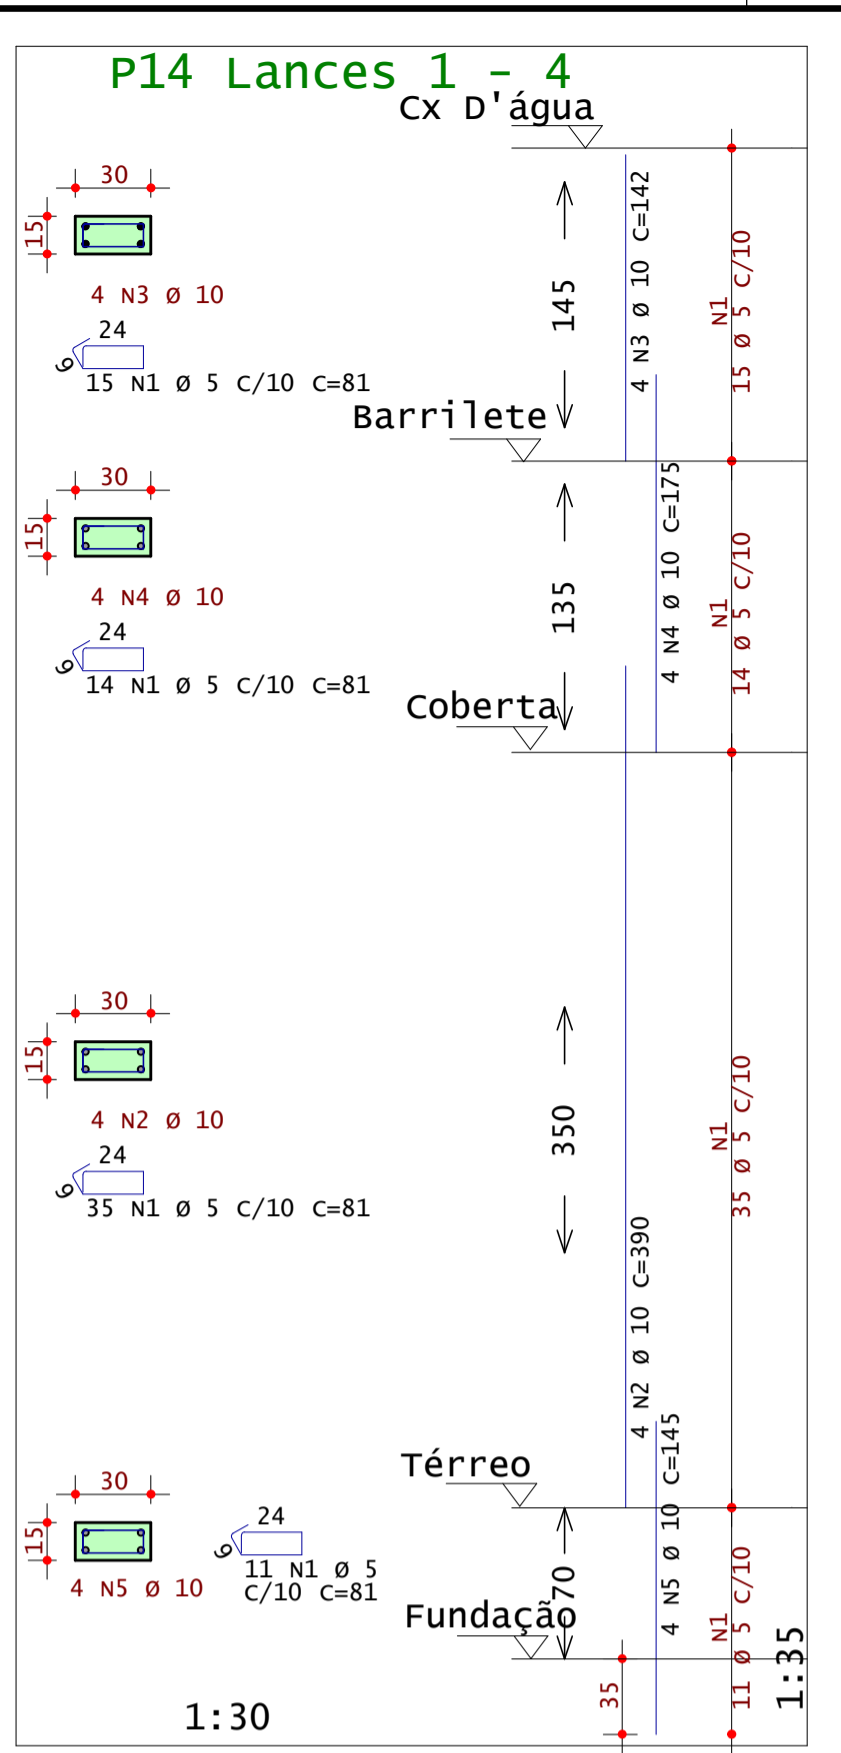 P14 Lances 1 - 4
Cx D'água
30
15
4 N3 Ø 10
24
9
15 N1 Ø 5 C/10 C=81
145
4 N3 Ø 10 C=142
N1
15 Ø 5 C/10
Barrilete
30
15
4 N4 Ø 10
24
9
14 N1 Ø 5 C/10 C=81
135
4 N4 Ø 10 C=175
N1
14 Ø 5 C/10
Coberta
30
15
4 N2 Ø 10
24
9
35 N1 Ø 5 C/10 C=81
350
4 N2 Ø 10 C=390
N1
35 Ø 5 C/10
Térreo
30
15
4 N5 Ø 10
24
9
11 N1 Ø 5
C/10 C=81
70
4 N5 Ø 10 C=145
N1
11 Ø 5 C/10
Fundação
35
1:30
1:35